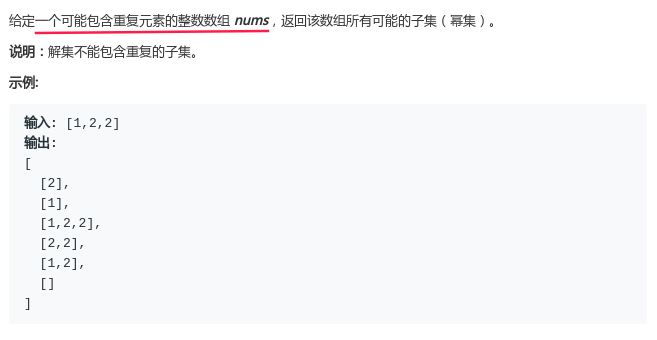 给定一个可能包含重复元素的整数数组 nums，返回该数组所有可能的子集（幂集）。
说明：解集不能包含重复的子集。
示例:
输入: [1,2,2]
输出:
[
[2],
[1],
[1,2,2],
[2,2],
[1,2],
[]
]